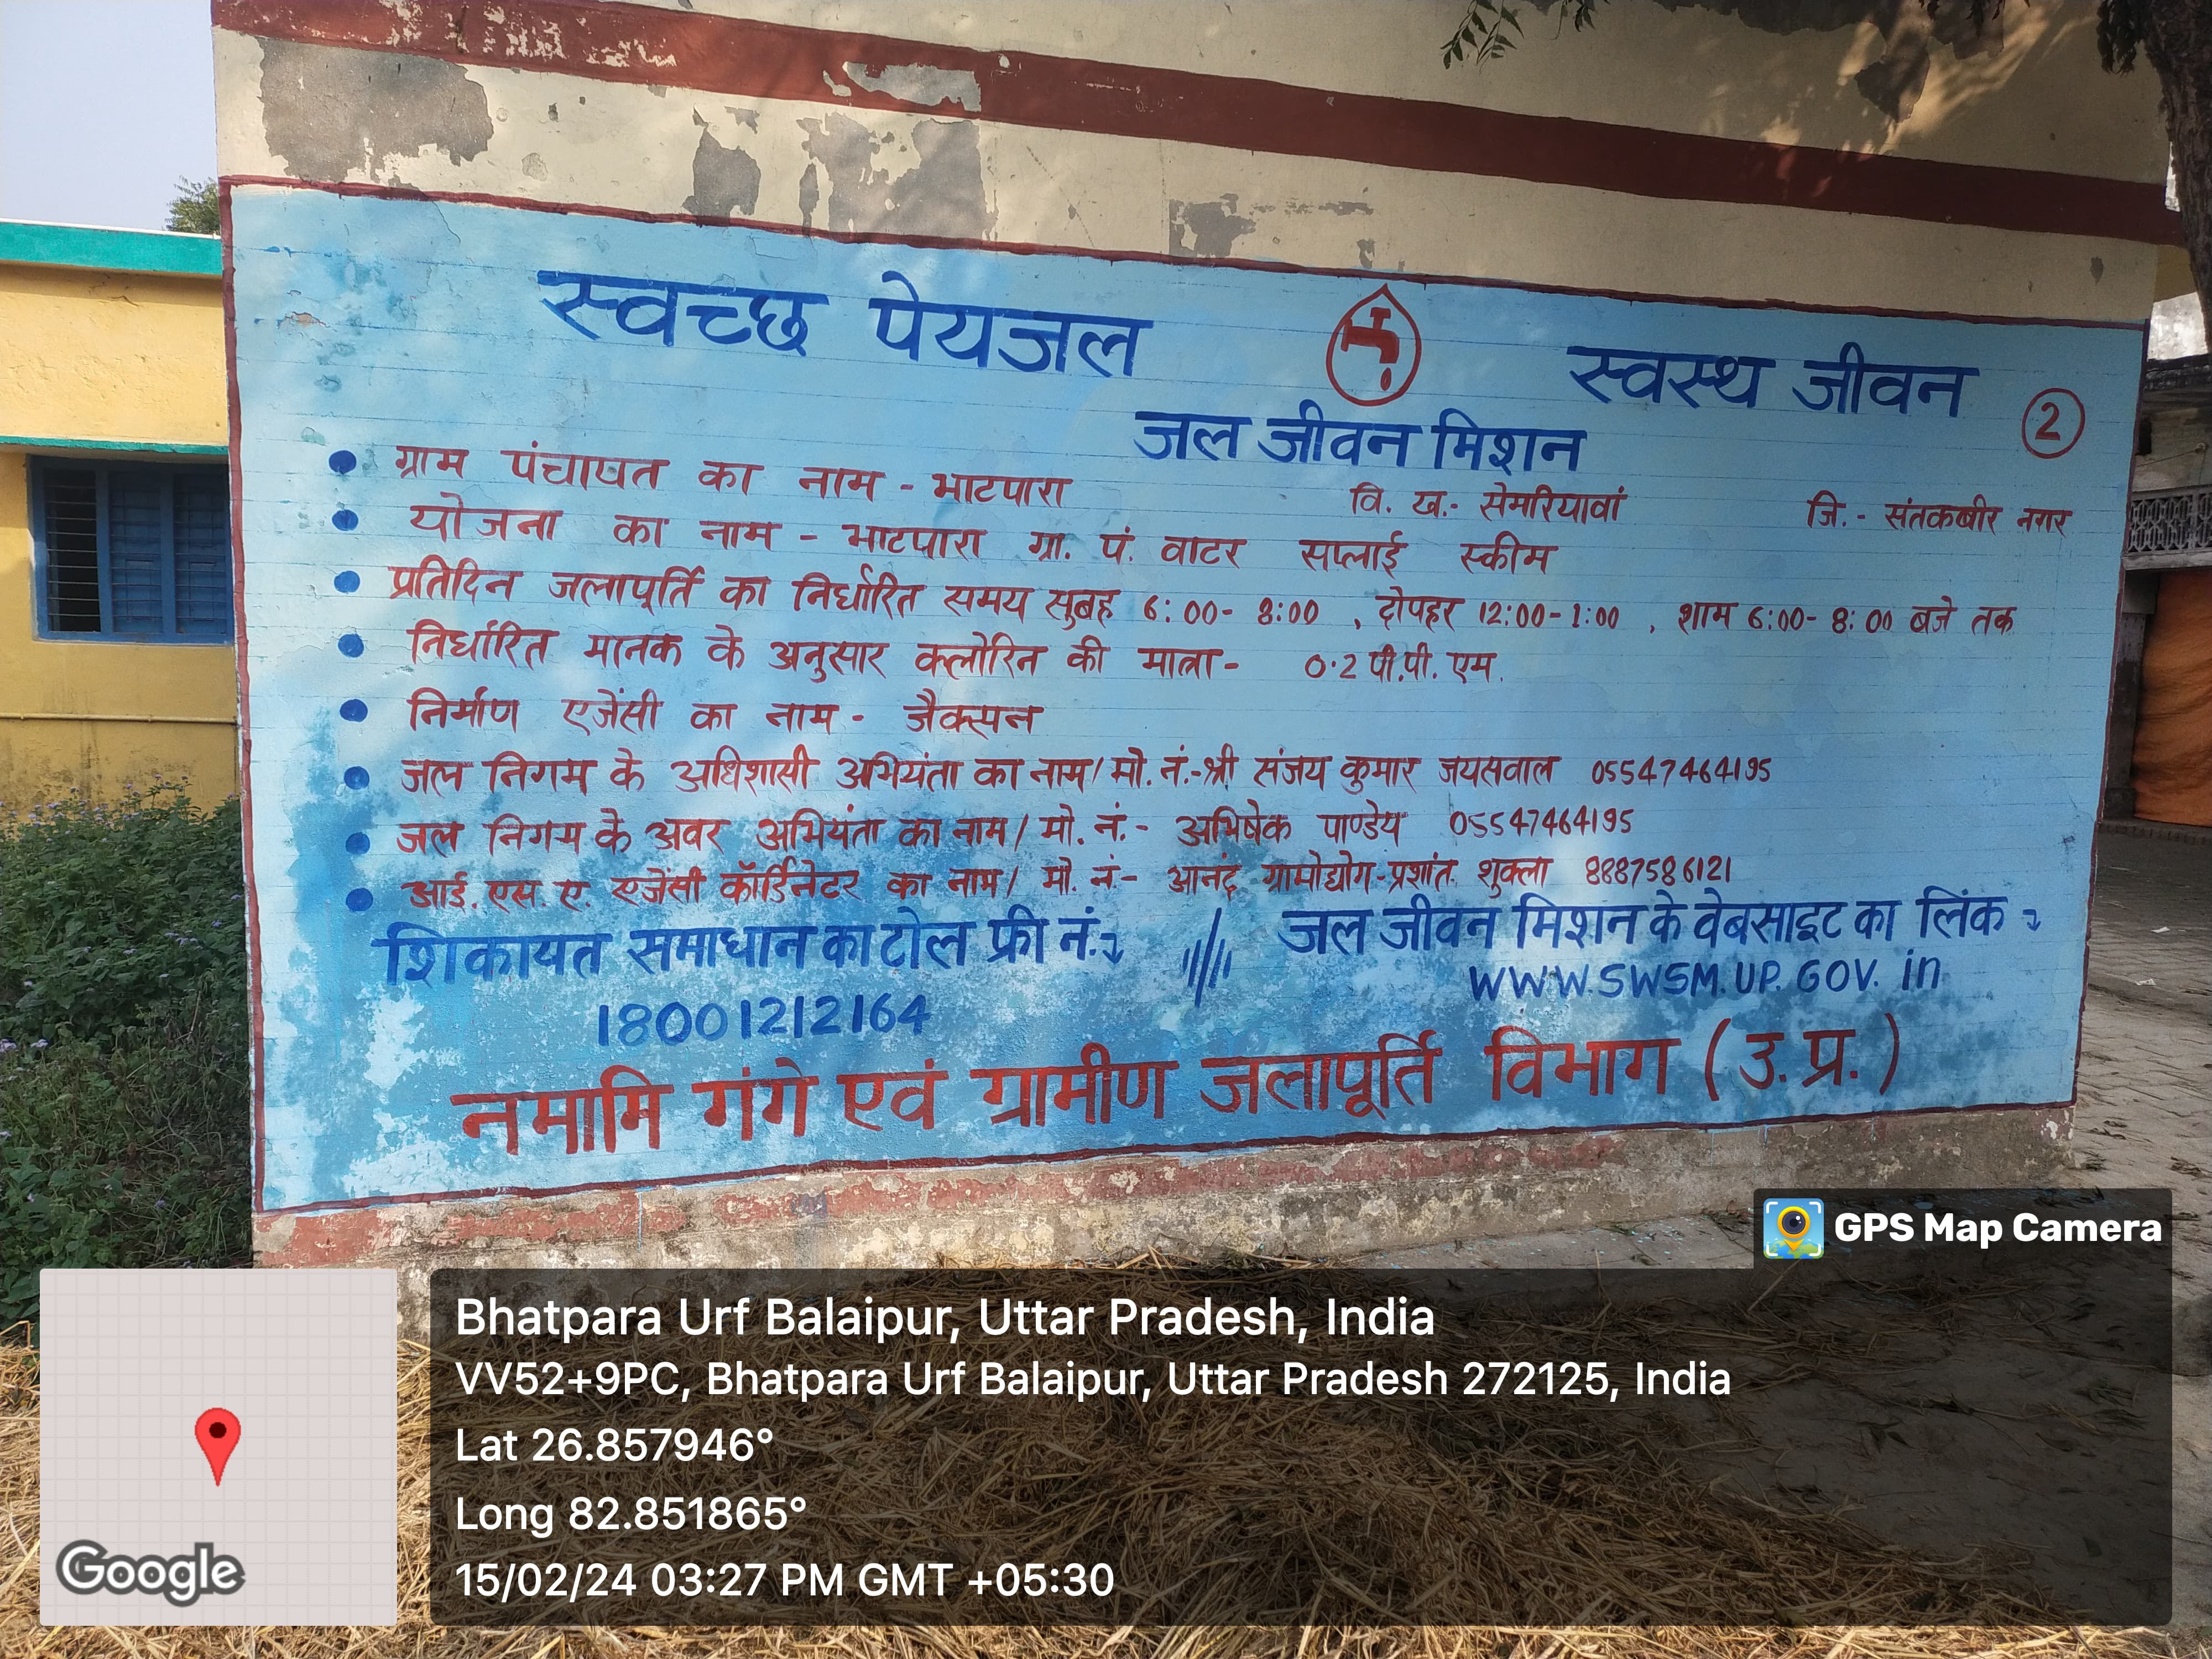 स्वच्छ पेयजल स्वस्थ जीवन
2
जल जीवन मिशन
ग्राम पंचायत का नाम - भाटपारा वि. ख.- सेमरियावां जि.- संतकबीर नगर
योजना का नाम - भाटपारा ग्रा. पं. वाटर सप्लाई स्कीम
प्रतिदिन जलापूर्ति का निर्धारित समय सुबह 6:00- 8:00 , दोपहर 12:00-1:00 , शाम 6:00- 8:00 बजे तक
निर्धारित मानक के अनुसार क्लोरिन की मात्रा- 0.2 पी.पी. एम.
निर्माण एजेंसी का नाम - जैक्सन
जल निगम के अधिशासी अभियंता का नाम/मो. नं.-श्री संजय कुमार जयसवाल 05547464195
जल निगम के अवर अभियंता का नाम/ मो. नं.- अभिषेक पाण्डेय 05547464195
आई. एस. ए. एजेंसी कॉर्डिनेटर का नाम/ मो. नं- आनंद ग्रामोद्योग-प्रशांत शुक्ला 8887586121
शिकायत समाधान का टोल फ्री नं. जल जीवन मिशन के वेबसाइट का लिंक
18001212164 WWW.SWSM.UP.GOV.in
नमामि गंगे एवं ग्रामीण जलापूर्ति विभाग (उ.प्र.)
GPS Map Camera
Bhatpara Urf Balaipur, Uttar Pradesh, India
VV52+9PC, Bhatpara Urf Balaipur, Uttar Pradesh 272125, India
Lat 26.857946°
Long 82.851865°
15/02/24 03:27 PM GMT +05:30
Google